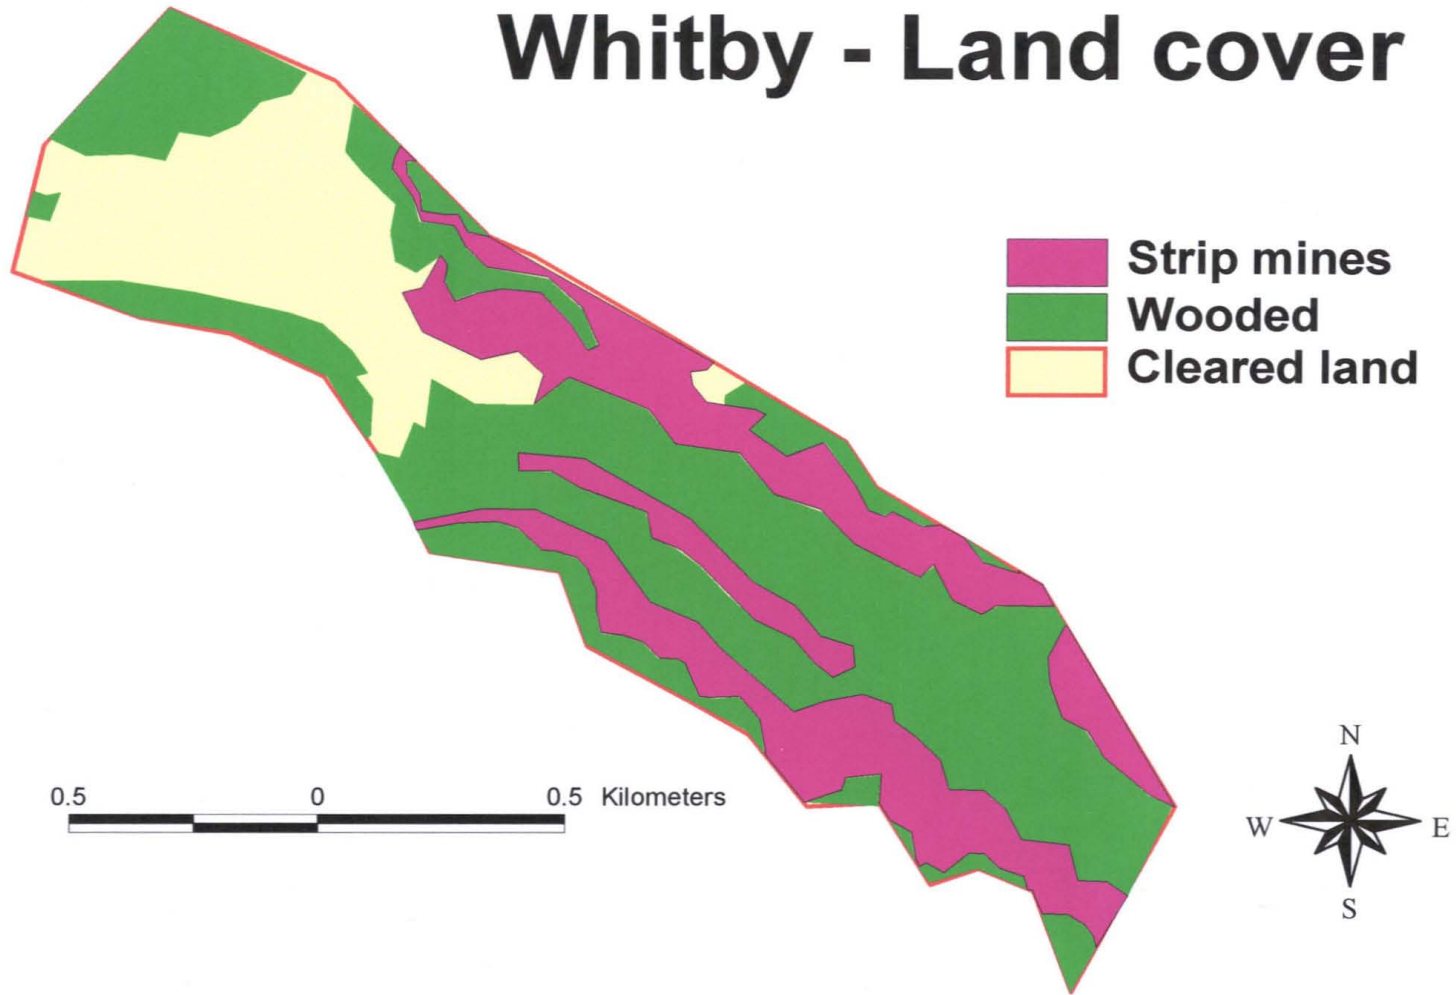 Whitby - Land cover
Strip mines
Wooded
Cleared land
0.5 0 0.5 Kilometers
N
W E
S